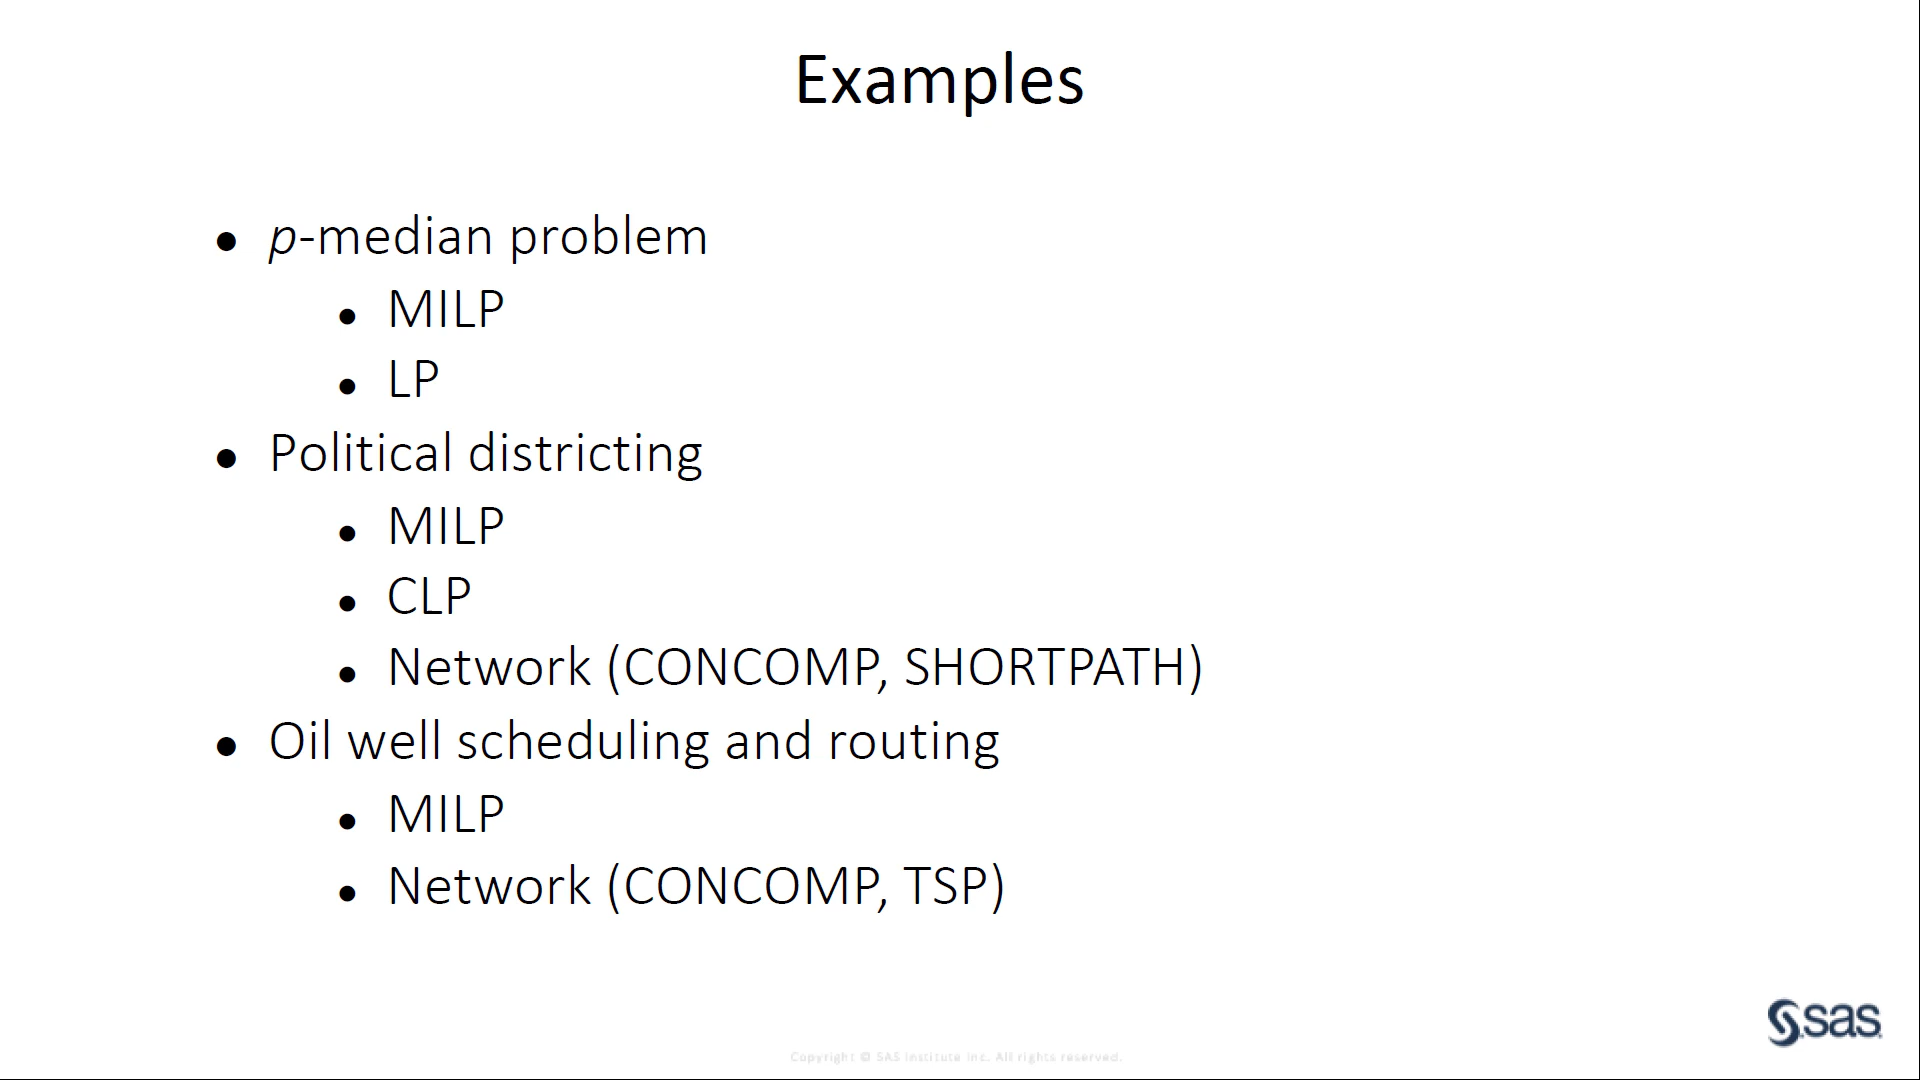 Examples
• p-median problem
• MILP
• LP
• Political districting
• MILP
• CLP
• Network (CONCOMP, SHORTPATH)
• Oil well scheduling and routing
• MILP
• Network (CONCOMP, TSP)
sas
Copyright © SAS Institute Inc. All rights reserved.